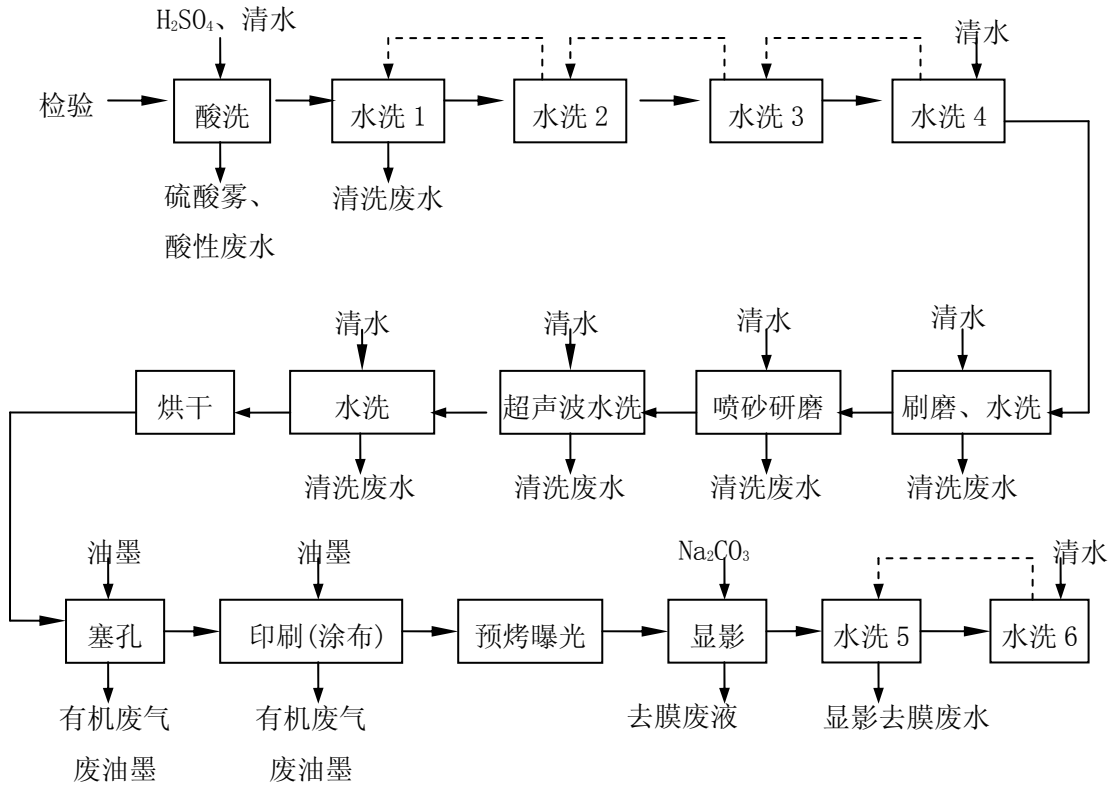 H₂SO₄、清水
清水
检验
酸洗
水洗 1
水洗 2
水洗 3
水洗 4
硫酸雾、
酸性废水
清洗废水
清水
清水
清水
清水
烘干
水洗
超声波水洗
喷砂研磨
刷磨、水洗
清洗废水
清洗废水
清洗废水
清洗废水
油墨
油墨
Na₂CO₃
清水
塞孔
印刷(涂布)
预烤曝光
显影
水洗 5
水洗 6
有机废气
废油墨
有机废气
废油墨
去膜废液
显影去膜废水